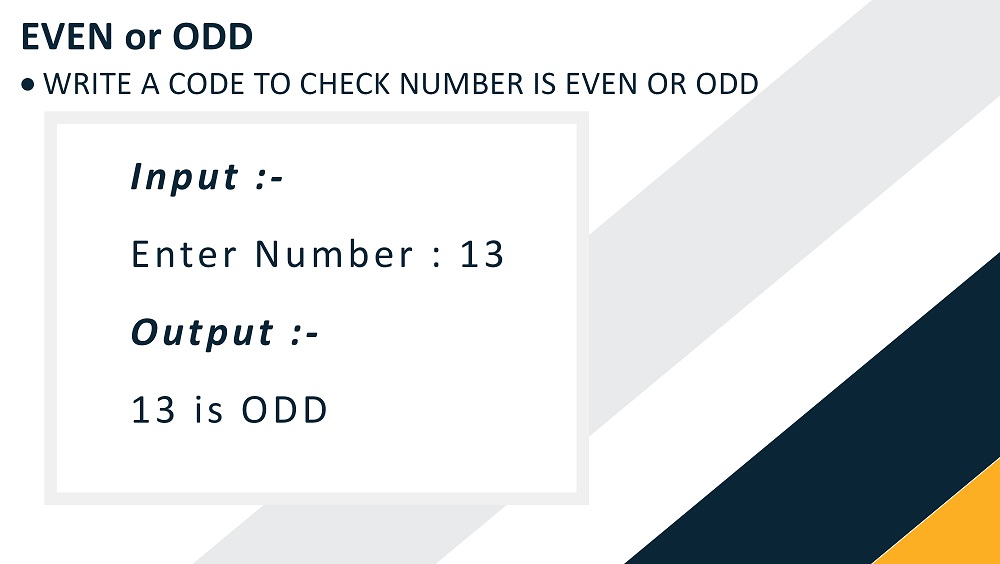 EVEN or ODD
• WRITE A CODE TO CHECK NUMBER IS EVEN OR ODD
Input :-
Enter Number : 13
Output :-
13 is ODD